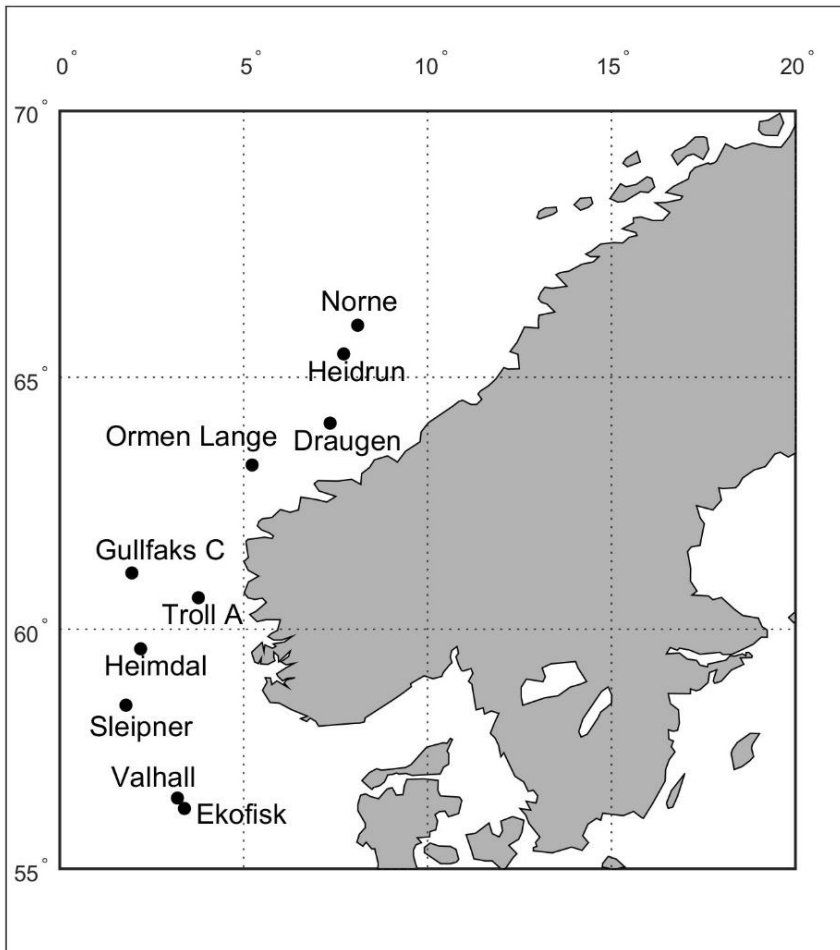 0°
5°
10°
15°
20°
70°
Norne
Heidrun
65°
Ormen Lange
Draugen
Gullfaks C
Troll A
60°
Heimdal
Sleipner
Valhall
Ekofisk
55°